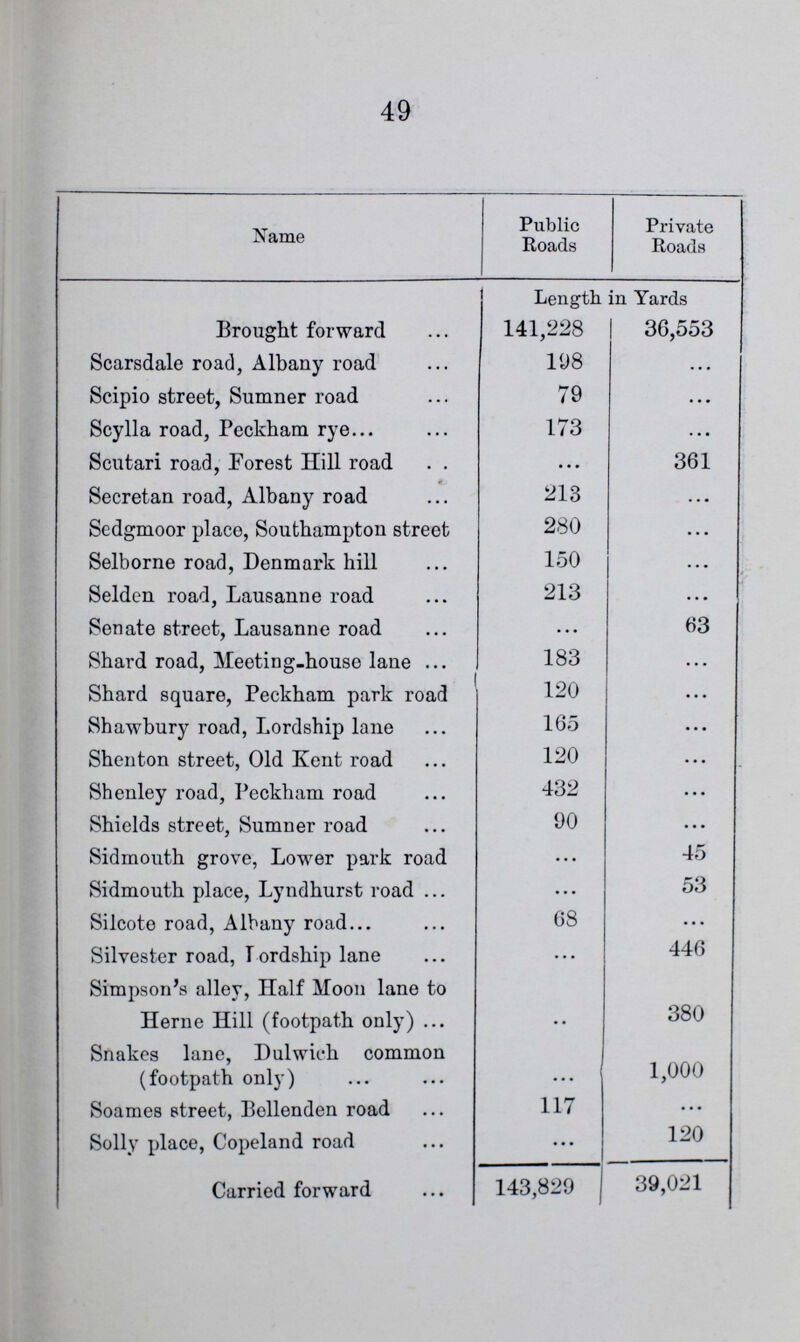 49
Name Public Roads Private Roads
Length in Yards
Brought forward ... 141,228 36,553
Scarsdale road, Albany road ... 198 ...
Scipio street, Sumner road ... 79 ...
Scylla road, Peckham rye... ... 173 ...
Scutari road, Forest Hill road . . ... 361
Secretan road, Albany road ... 213 ...
Sedgmoor place, Southampton street 280 ...
Selborne road, Denmark hill ... 150 ...
Selden road, Lausanne road ... 213 ...
Senate street, Lausanne road ... ... 63
Shard road, Meeting-house lane ... 183 ...
Shard square, Peckham park road 120 ...
Shawbury road, Lordship lane ... 165 ...
Shenton street, Old Kent road ... 120 ...
Shenley road, Peckham road ... 432 ...
Shields street, Sumner road ... 90 ...
Sidmouth grove, Lower park road ... 45
Sidmouth place, Lyndhurst road ... ... 53
Silcote road, Albany road... ... 68 ...
Silvester road, Lordship lane ... ... 446
Simpson's alley, Half Moon lane to
Herne Hill (footpath only) ... .. 380
Snakes lane, Dulwich common
(footpath only) ... ... ... 1,000
Soames street, Bellenden road ... 117 ...
Solly place, Copeland road ... ... 120
Carried forward ... 143,829 39,021